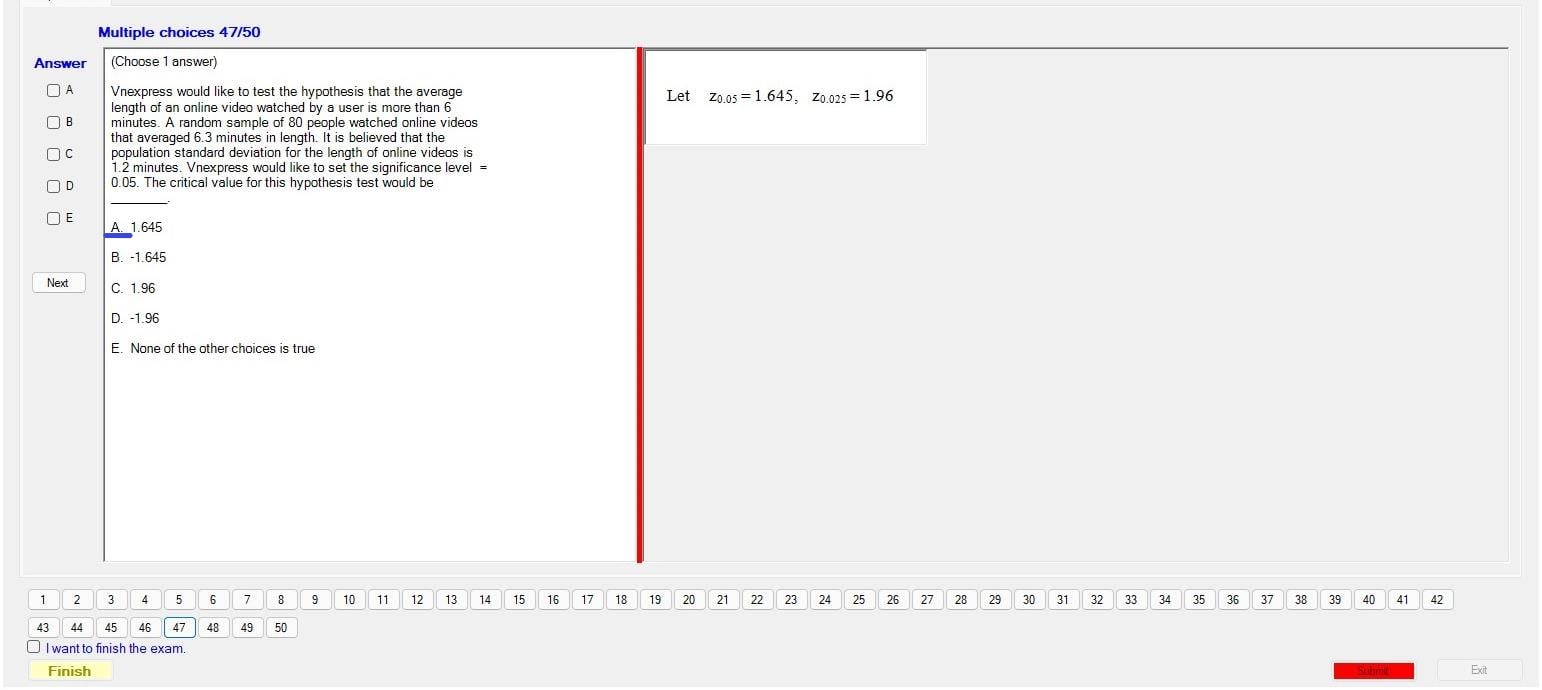 Multiple choices 47/50
Answer
A
B
C
D
E
Next
(Choose 1 answer)
Vnexpress would like to test the hypothesis that the average
length of an online video watched by a user is more than 6
minutes. A random sample of 80 people watched online videos
that averaged 6.3 minutes in length. It is believed that the
population standard deviation for the length of online videos is
1.2 minutes. Vnexpress would like to set the significance level =
0.05. The critical value for this hypothesis test would be
________.
A. 1.645
B. -1.645
C. 1.96
D. -1.96
E. None of the other choices is true
Let z0.05 = 1.645, z0.025 = 1.96
1 2 3 4 5 6 7 8 9 10 11 12 13 14 15 16 17 18 19 20 21 22 23 24 25 26 27 28 29 30 31 32 33 34 35 36 37 38 39 40 41 42
43 44 45 46 47 48 49 50
I want to finish the exam.
Finish
Submit
Exit